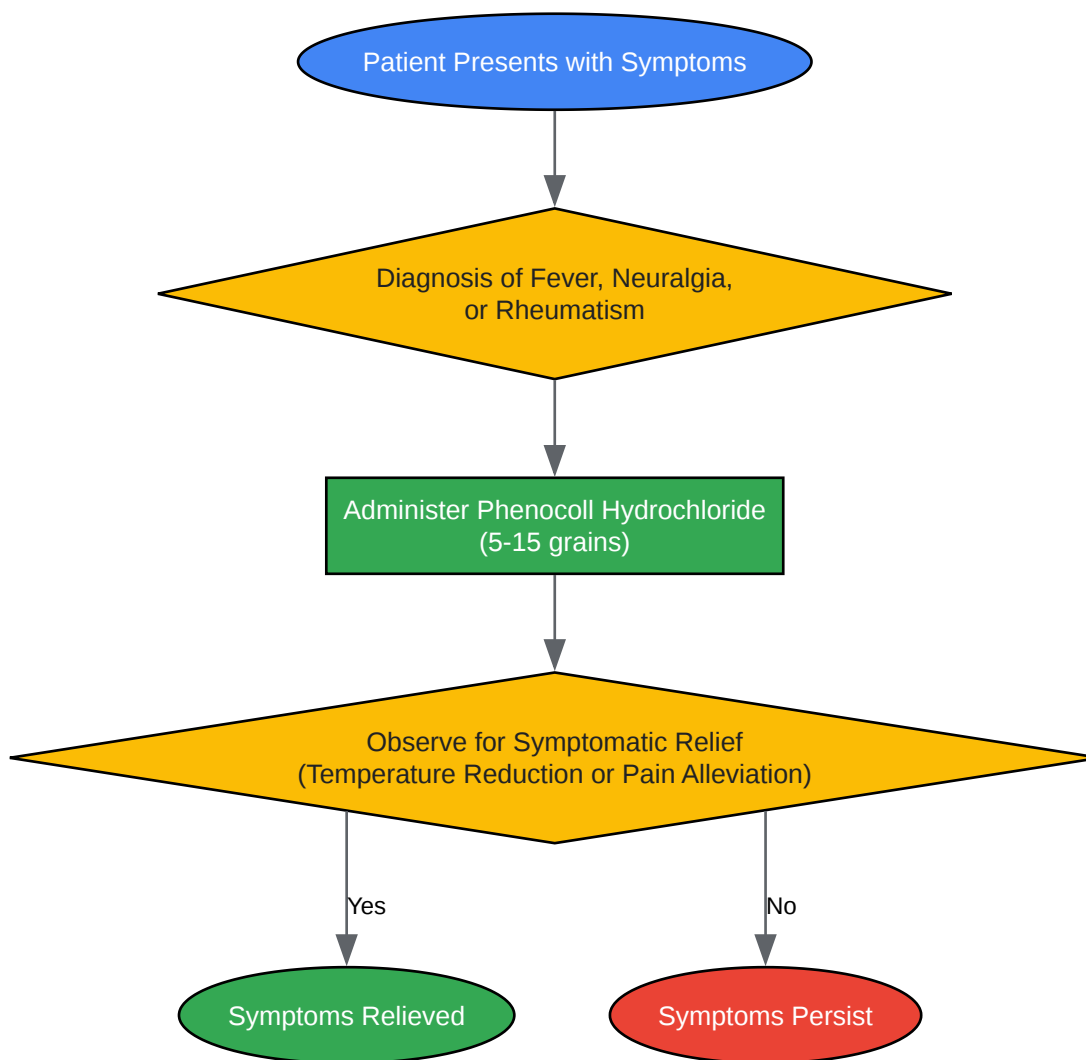 Patient Presents with Symptoms
Diagnosis of Fever, Neuralgia,
or Rheumatism
Administer Phenocoll Hydrochloride
(5-15 grains)
Observe for Symptomatic Relief
(Temperature Reduction or Pain Alleviation)
Yes
No
Symptoms Relieved
Symptoms Persist